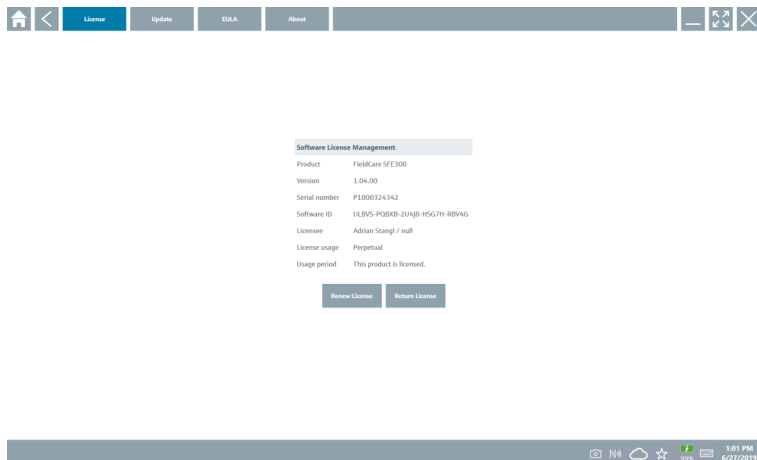 License Update EULA About
Software License Management
Product FieldCare SFE300
Version 1.04.00
Serial number P1000324342
Software ID ULBVS-PQBXB-2U4J8-HSG7H-RBV4G
Licensee Adrian Stangl / null
License usage Perpetual
Usage period This product is licensed.
Renew License Return License
99% 1:01 PM
6/27/2019